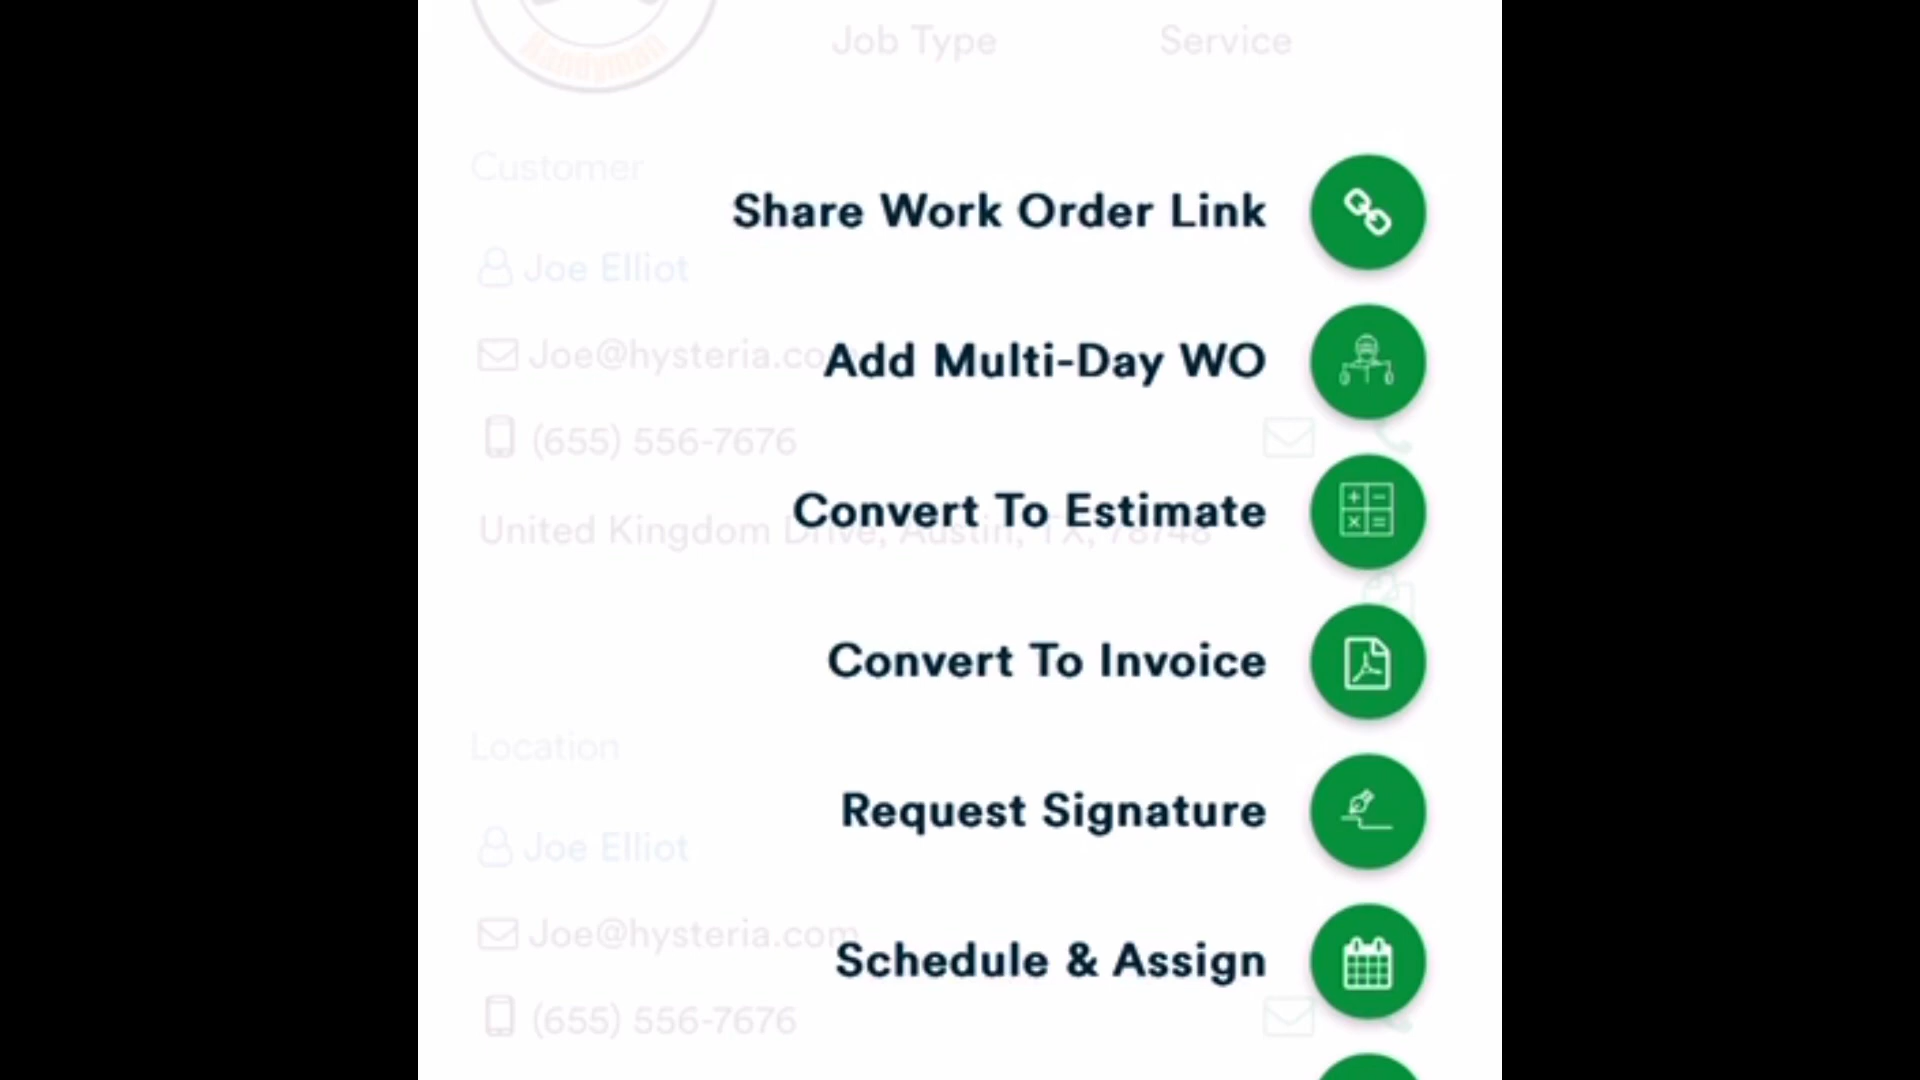 Handyman
Job Type
Service
Customer
Share Work Order Link
Joe Elliot
Joe@hysteria.co
Add Multi-Day WO
(655) 556-7676
Convert To Estimate
United Kingdom Drive, Austin, TX, 78748
Convert To Invoice
Location
Request Signature
Joe Elliot
Joe@hysteria.com
Schedule & Assign
(655) 556-7676